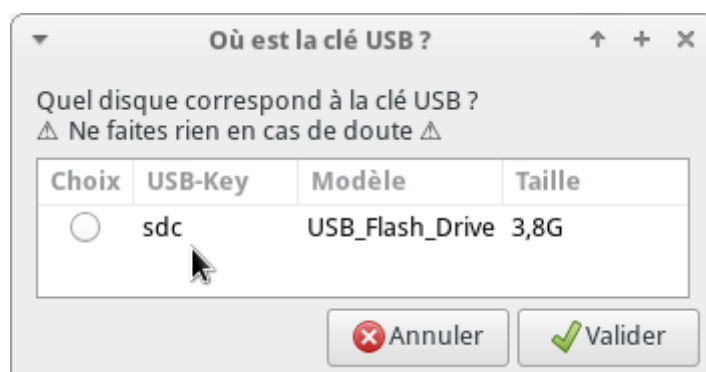 Où est la clé USB ?
Quel disque correspond à la clé USB ?
⚠ Ne faites rien en cas de doute ⚠
Choix USB-Key Modèle Taille
sdc USB_Flash_Drive 3,8G
Annuler Valider